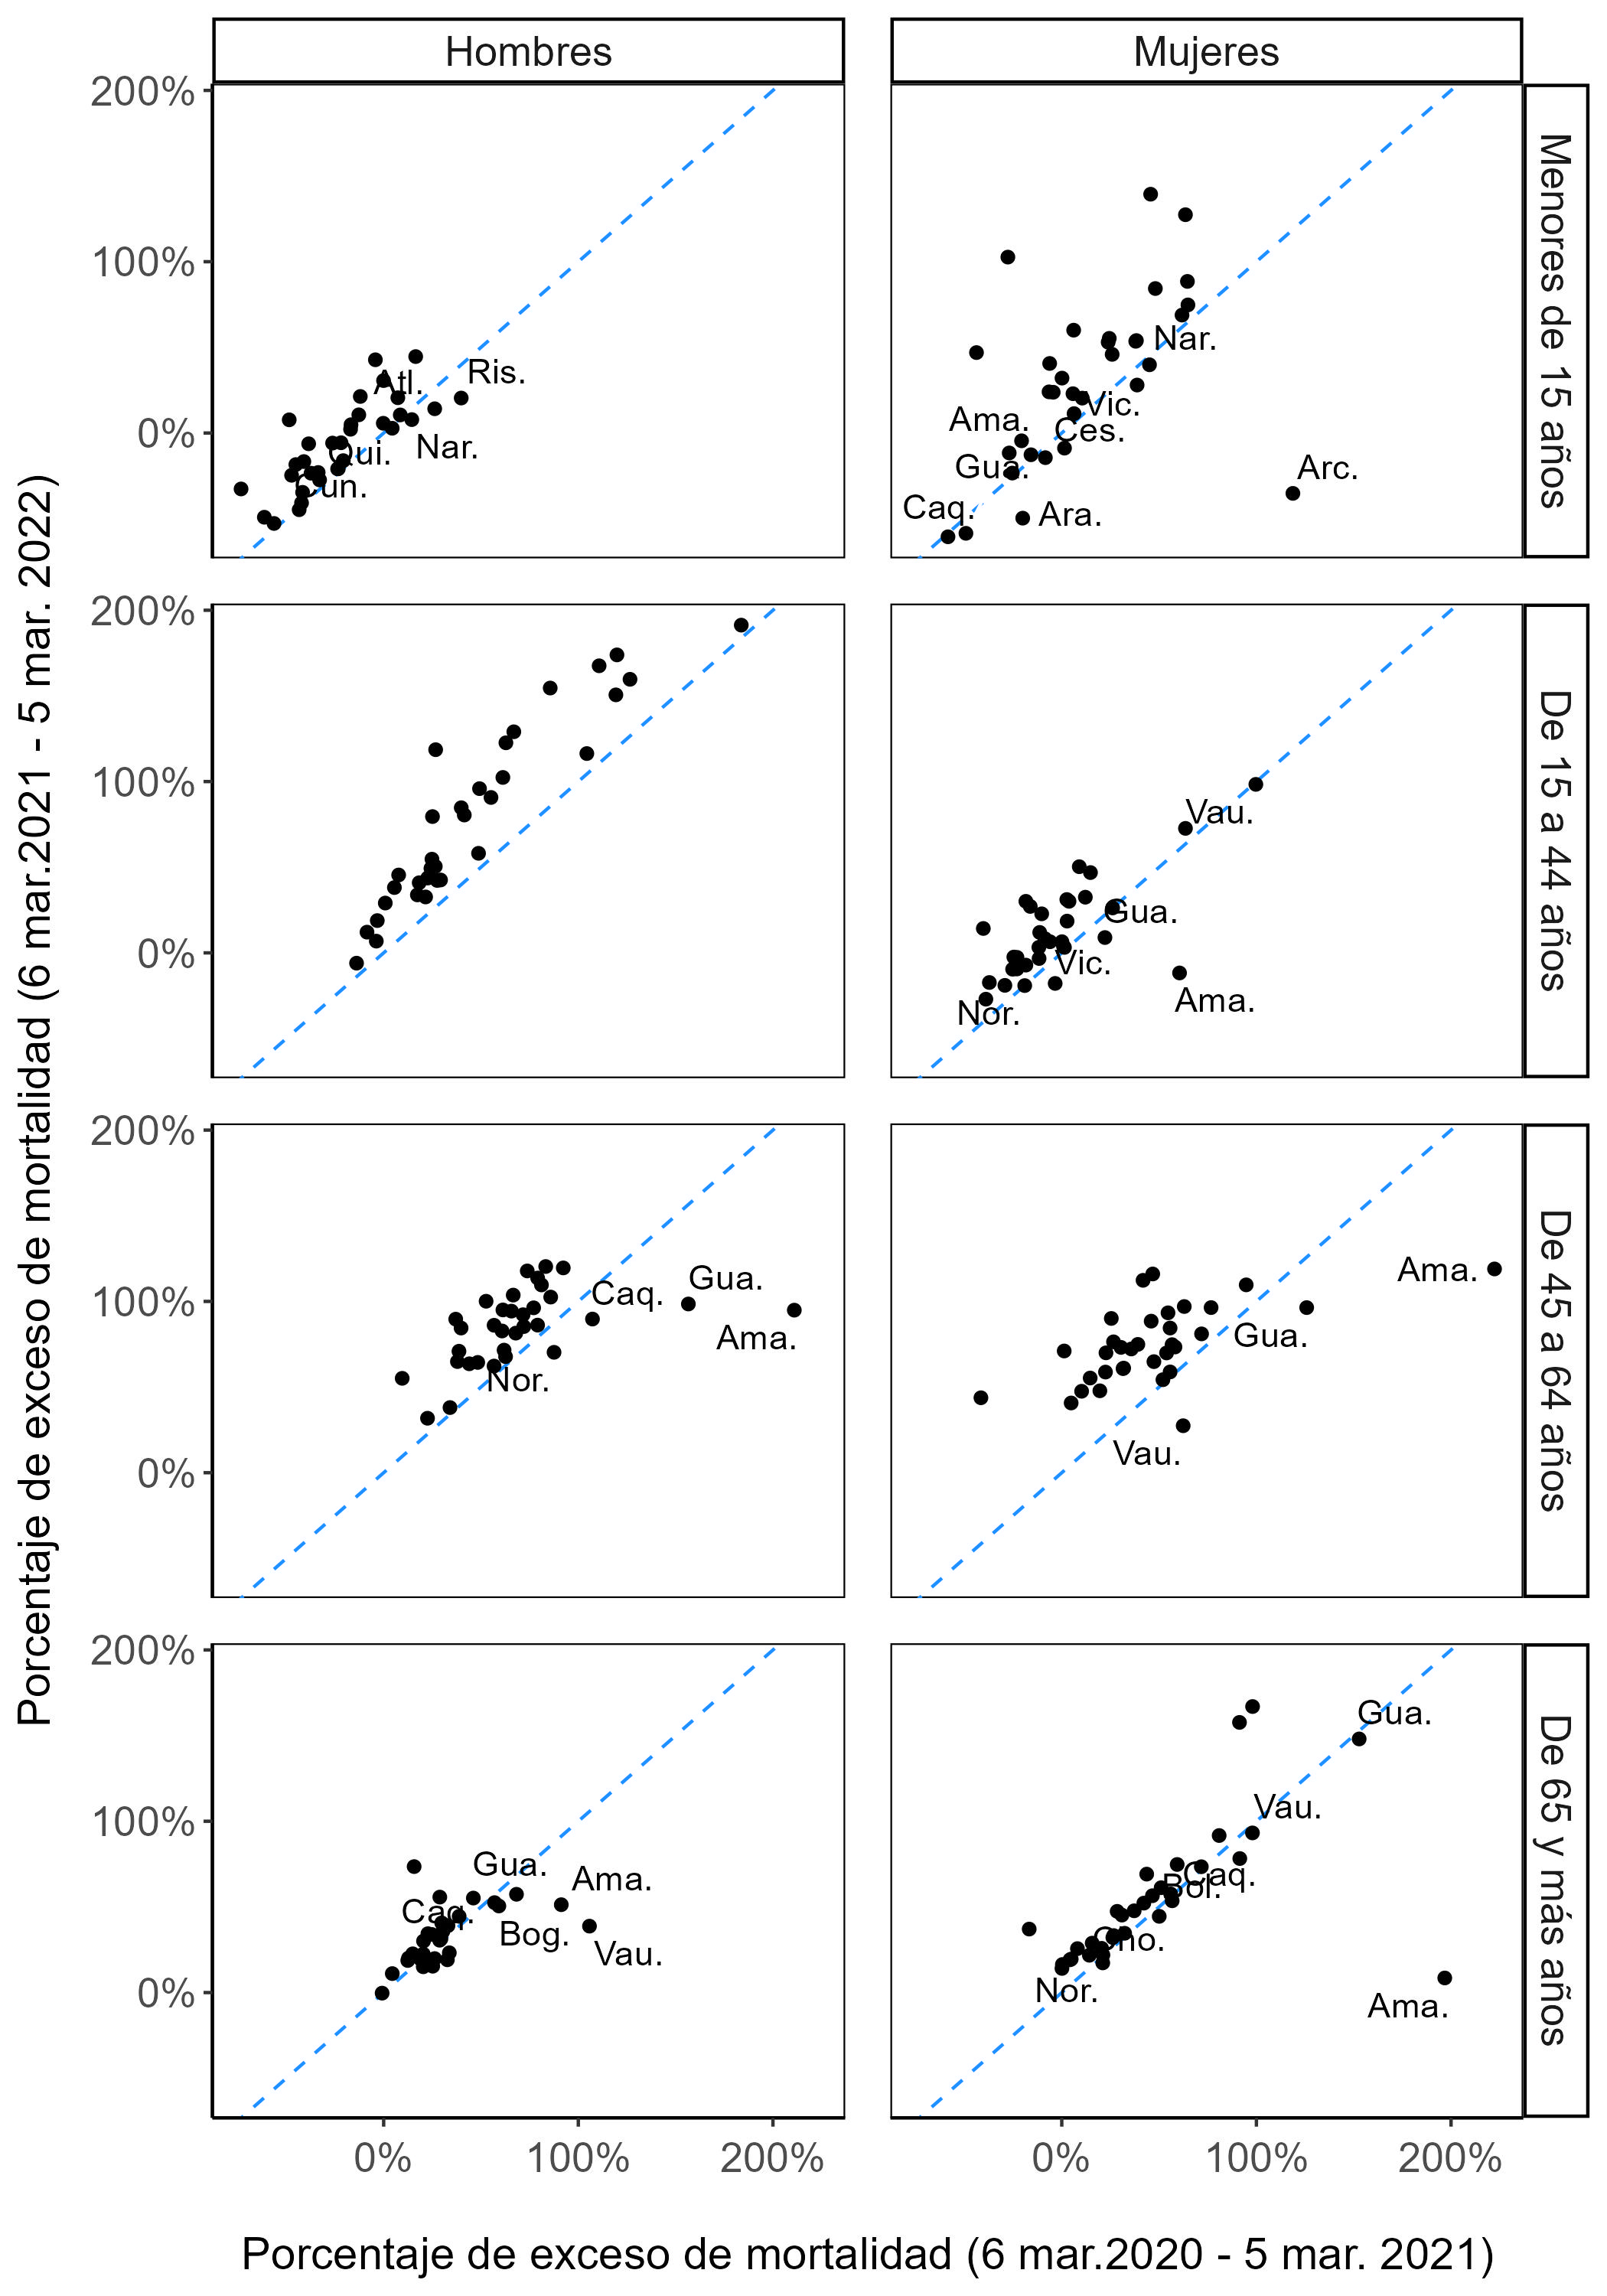 Hombres
Mujeres
200%
100%
0%
Atl.
Ris.
Qui.
Nar.
Cun.
Nar.
Vic.
Ama.
Ces.
Gua.
Arc.
Caq.
Ara.
Menores de 15 años
200%
100%
0%
Vau.
Gua.
Vic.
Ama.
Nor.
De 15 a 44 años
200%
100%
0%
Gua.
Caq.
Ama.
Nor.
Ama.
Gua.
Vau.
De 45 a 64 años
200%
100%
0%
Gua.
Ama.
Caq.
Bog.
Vau.
Gua.
Vau.
Caq.
Bol.
Cho.
Nor.
Ama.
De 65 y más años
0%
100%
200%
0%
100%
200%
Porcentaje de exceso de mortalidad (6 mar.2021 - 5 mar. 2022)
Porcentaje de exceso de mortalidad (6 mar.2020 - 5 mar. 2021)